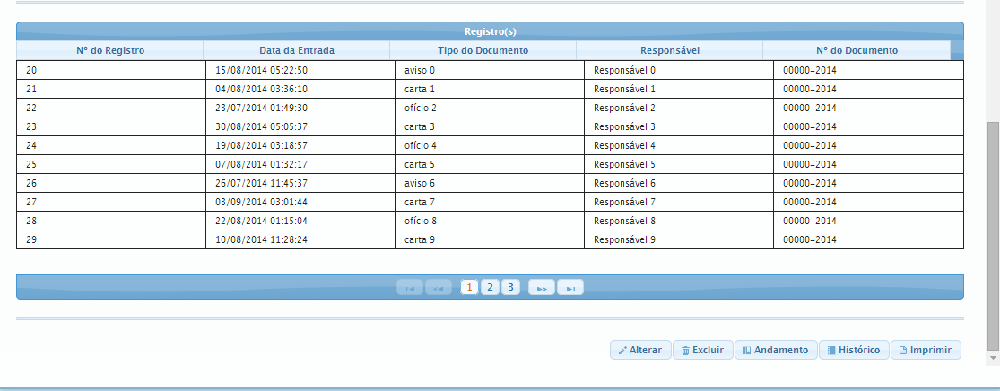 Registro(s)
Nº do Registro Data da Entrada Tipo do Documento Responsável Nº do Documento
20 15/08/2014 05:22:50 aviso 0 Responsável 0 00000-2014
21 04/08/2014 03:36:10 carta 1 Responsável 1 00000-2014
22 23/07/2014 01:49:30 ofício 2 Responsável 2 00000-2014
23 30/08/2014 05:05:37 carta 3 Responsável 3 00000-2014
24 19/08/2014 03:18:57 ofício 4 Responsável 4 00000-2014
25 07/08/2014 01:32:17 carta 5 Responsável 5 00000-2014
26 26/07/2014 11:45:37 aviso 6 Responsável 6 00000-2014
27 03/09/2014 03:01:44 carta 7 Responsável 7 00000-2014
28 22/08/2014 01:15:04 ofício 8 Responsável 8 00000-2014
29 10/08/2014 11:28:24 carta 9 Responsável 9 00000-2014
1 2 3
Alterar Excluir Andamento Histórico Imprimir